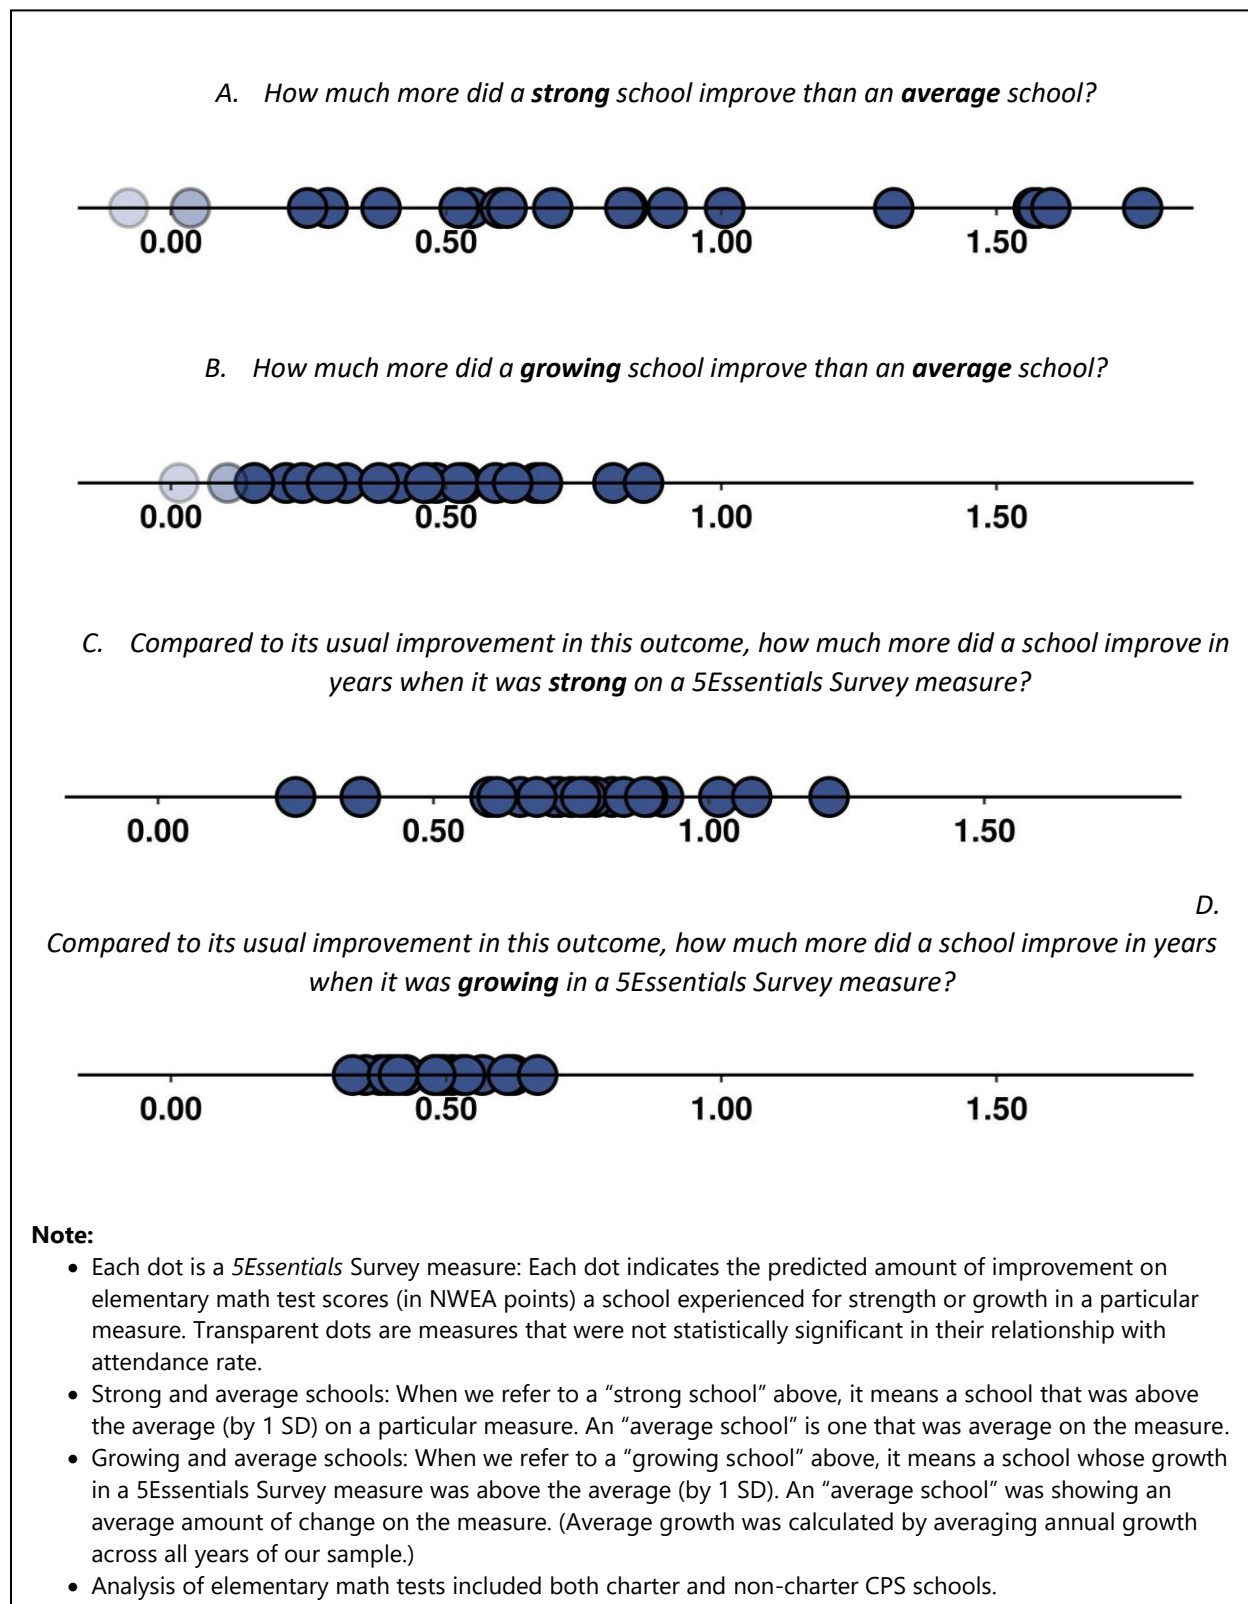 A. How much more did a strong school improve than an average school?
0.00 0.50 1.00 1.50
B. How much more did a growing school improve than an average school?
0.00 0.50 1.00 1.50
C. Compared to its usual improvement in this outcome, how much more did a school improve in
years when it was strong on a 5Essentials Survey measure?
0.00 0.50 1.00 1.50
D.
Compared to its usual improvement in this outcome, how much more did a school improve in years
when it was growing in a 5Essentials Survey measure?
0.00 0.50 1.00 1.50
Note:
• Each dot is a 5Essentials Survey measure: Each dot indicates the predicted amount of improvement on
elementary math test scores (in NWEA points) a school experienced for strength or growth in a particular
measure. Transparent dots are measures that were not statistically significant in their relationship with
attendance rate.
• Strong and average schools: When we refer to a “strong school” above, it means a school that was above
the average (by 1 SD) on a particular measure. An “average school” is one that was average on the measure.
• Growing and average schools: When we refer to a “growing school” above, it means a school whose growth
in a 5Essentials Survey measure was above the average (by 1 SD). An “average school” was showing an
average amount of change on the measure. (Average growth was calculated by averaging annual growth
across all years of our sample.)
• Analysis of elementary math tests included both charter and non-charter CPS schools.